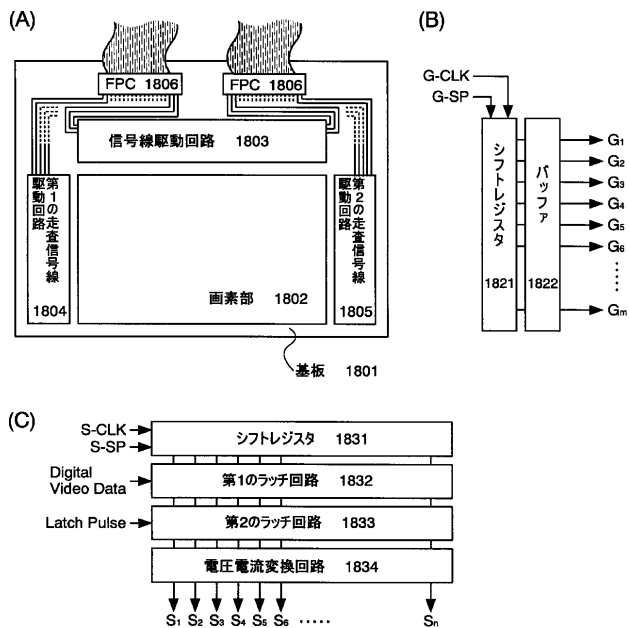 (A)
FPC 1806
FPC 1806
信号線駆動回路 1803
第1の走査信号線
駆動回路
1804
画素部 1802
第2の走査信号線
駆動回路
1805
基板 1801
(B)
G-CLK
G-SP
シフトレジスタ
1821
バッファ
1822
G1
G2
G3
G4
G5
G6
Gm
(C)
S-CLK
S-SP
シフトレジスタ 1831
Digital
Video Data
第1のラッチ回路 1832
Latch Pulse
第2のラッチ回路 1833
電圧電流変換回路 1834
S1 S2 S3 S4 S5 S6 ····· Sn